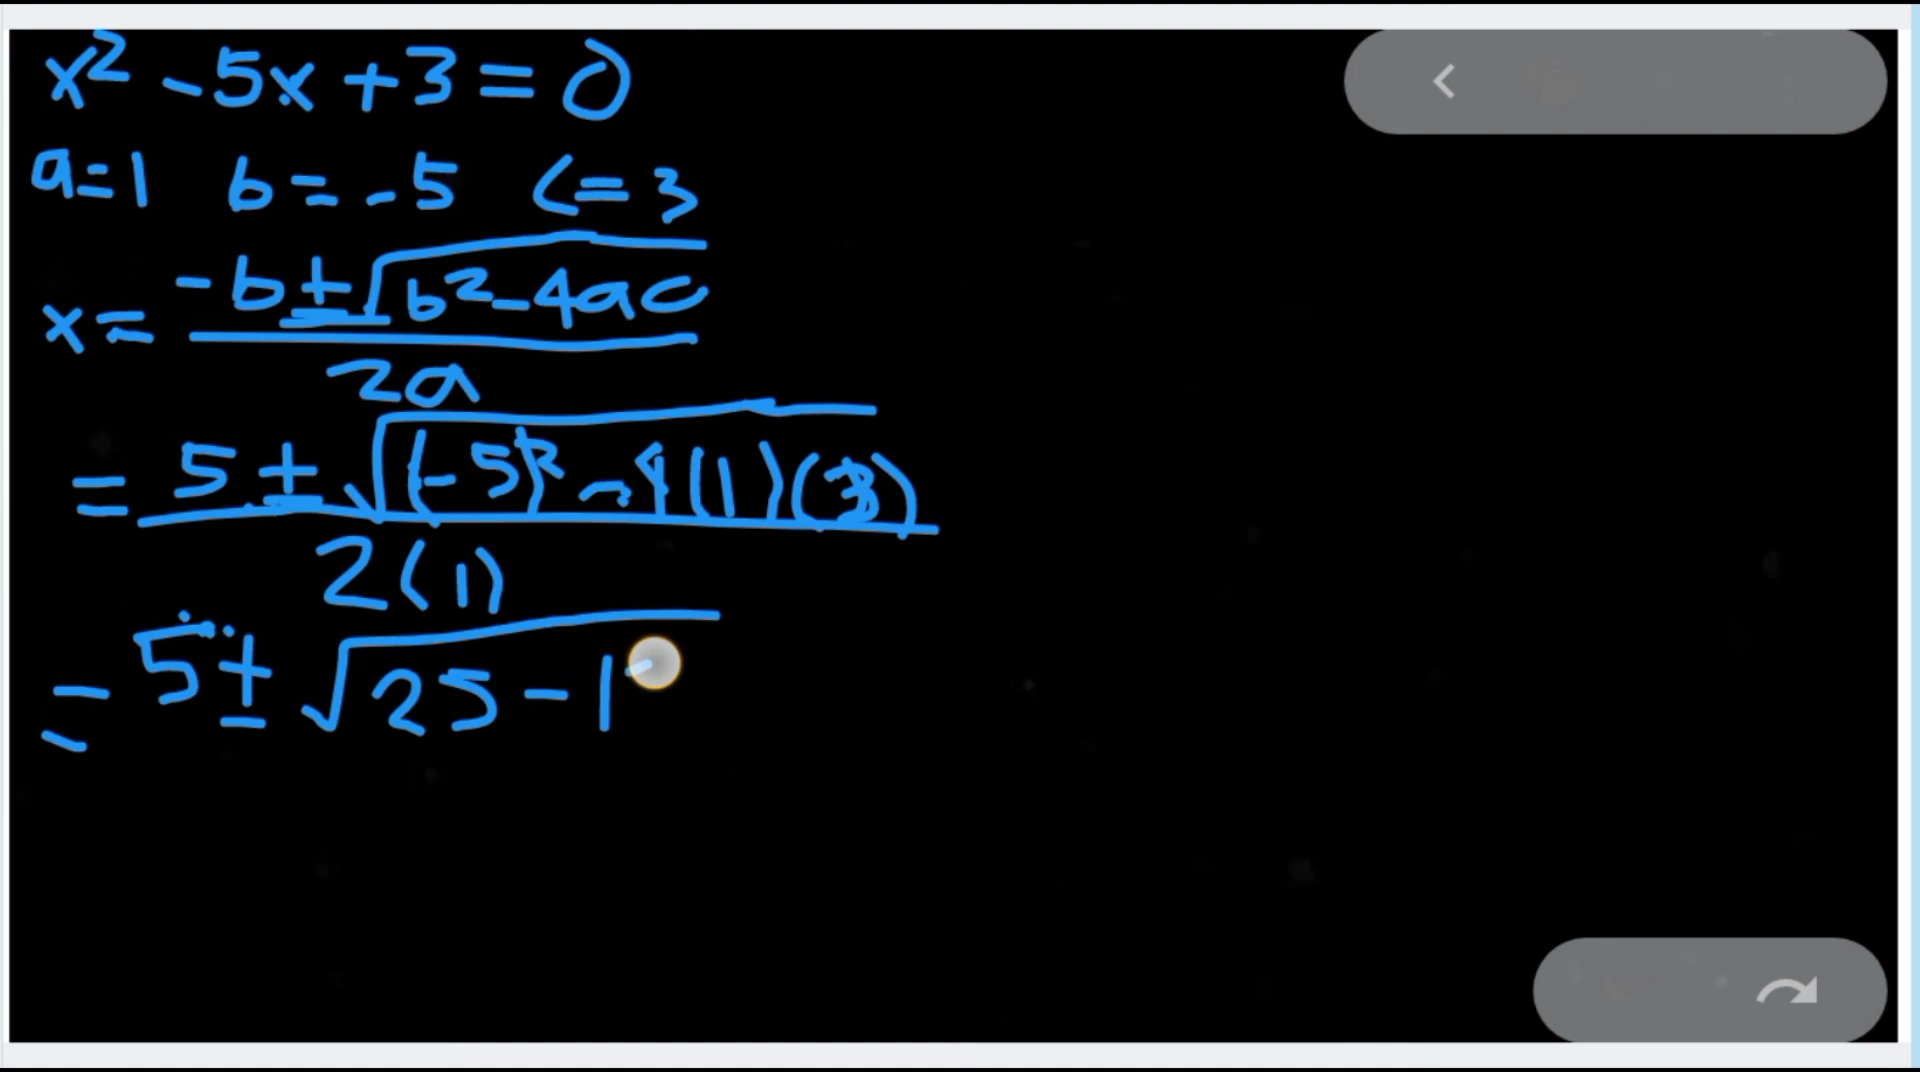 x² - 5x + 3 = 0
a = 1 b = -5 c = 3
x = (-b ± √(b² - 4ac)) / 2a
= (5 ± √((-5)² - 4(1)(3))) / 2(1)
= 5 ± √(25 - 1